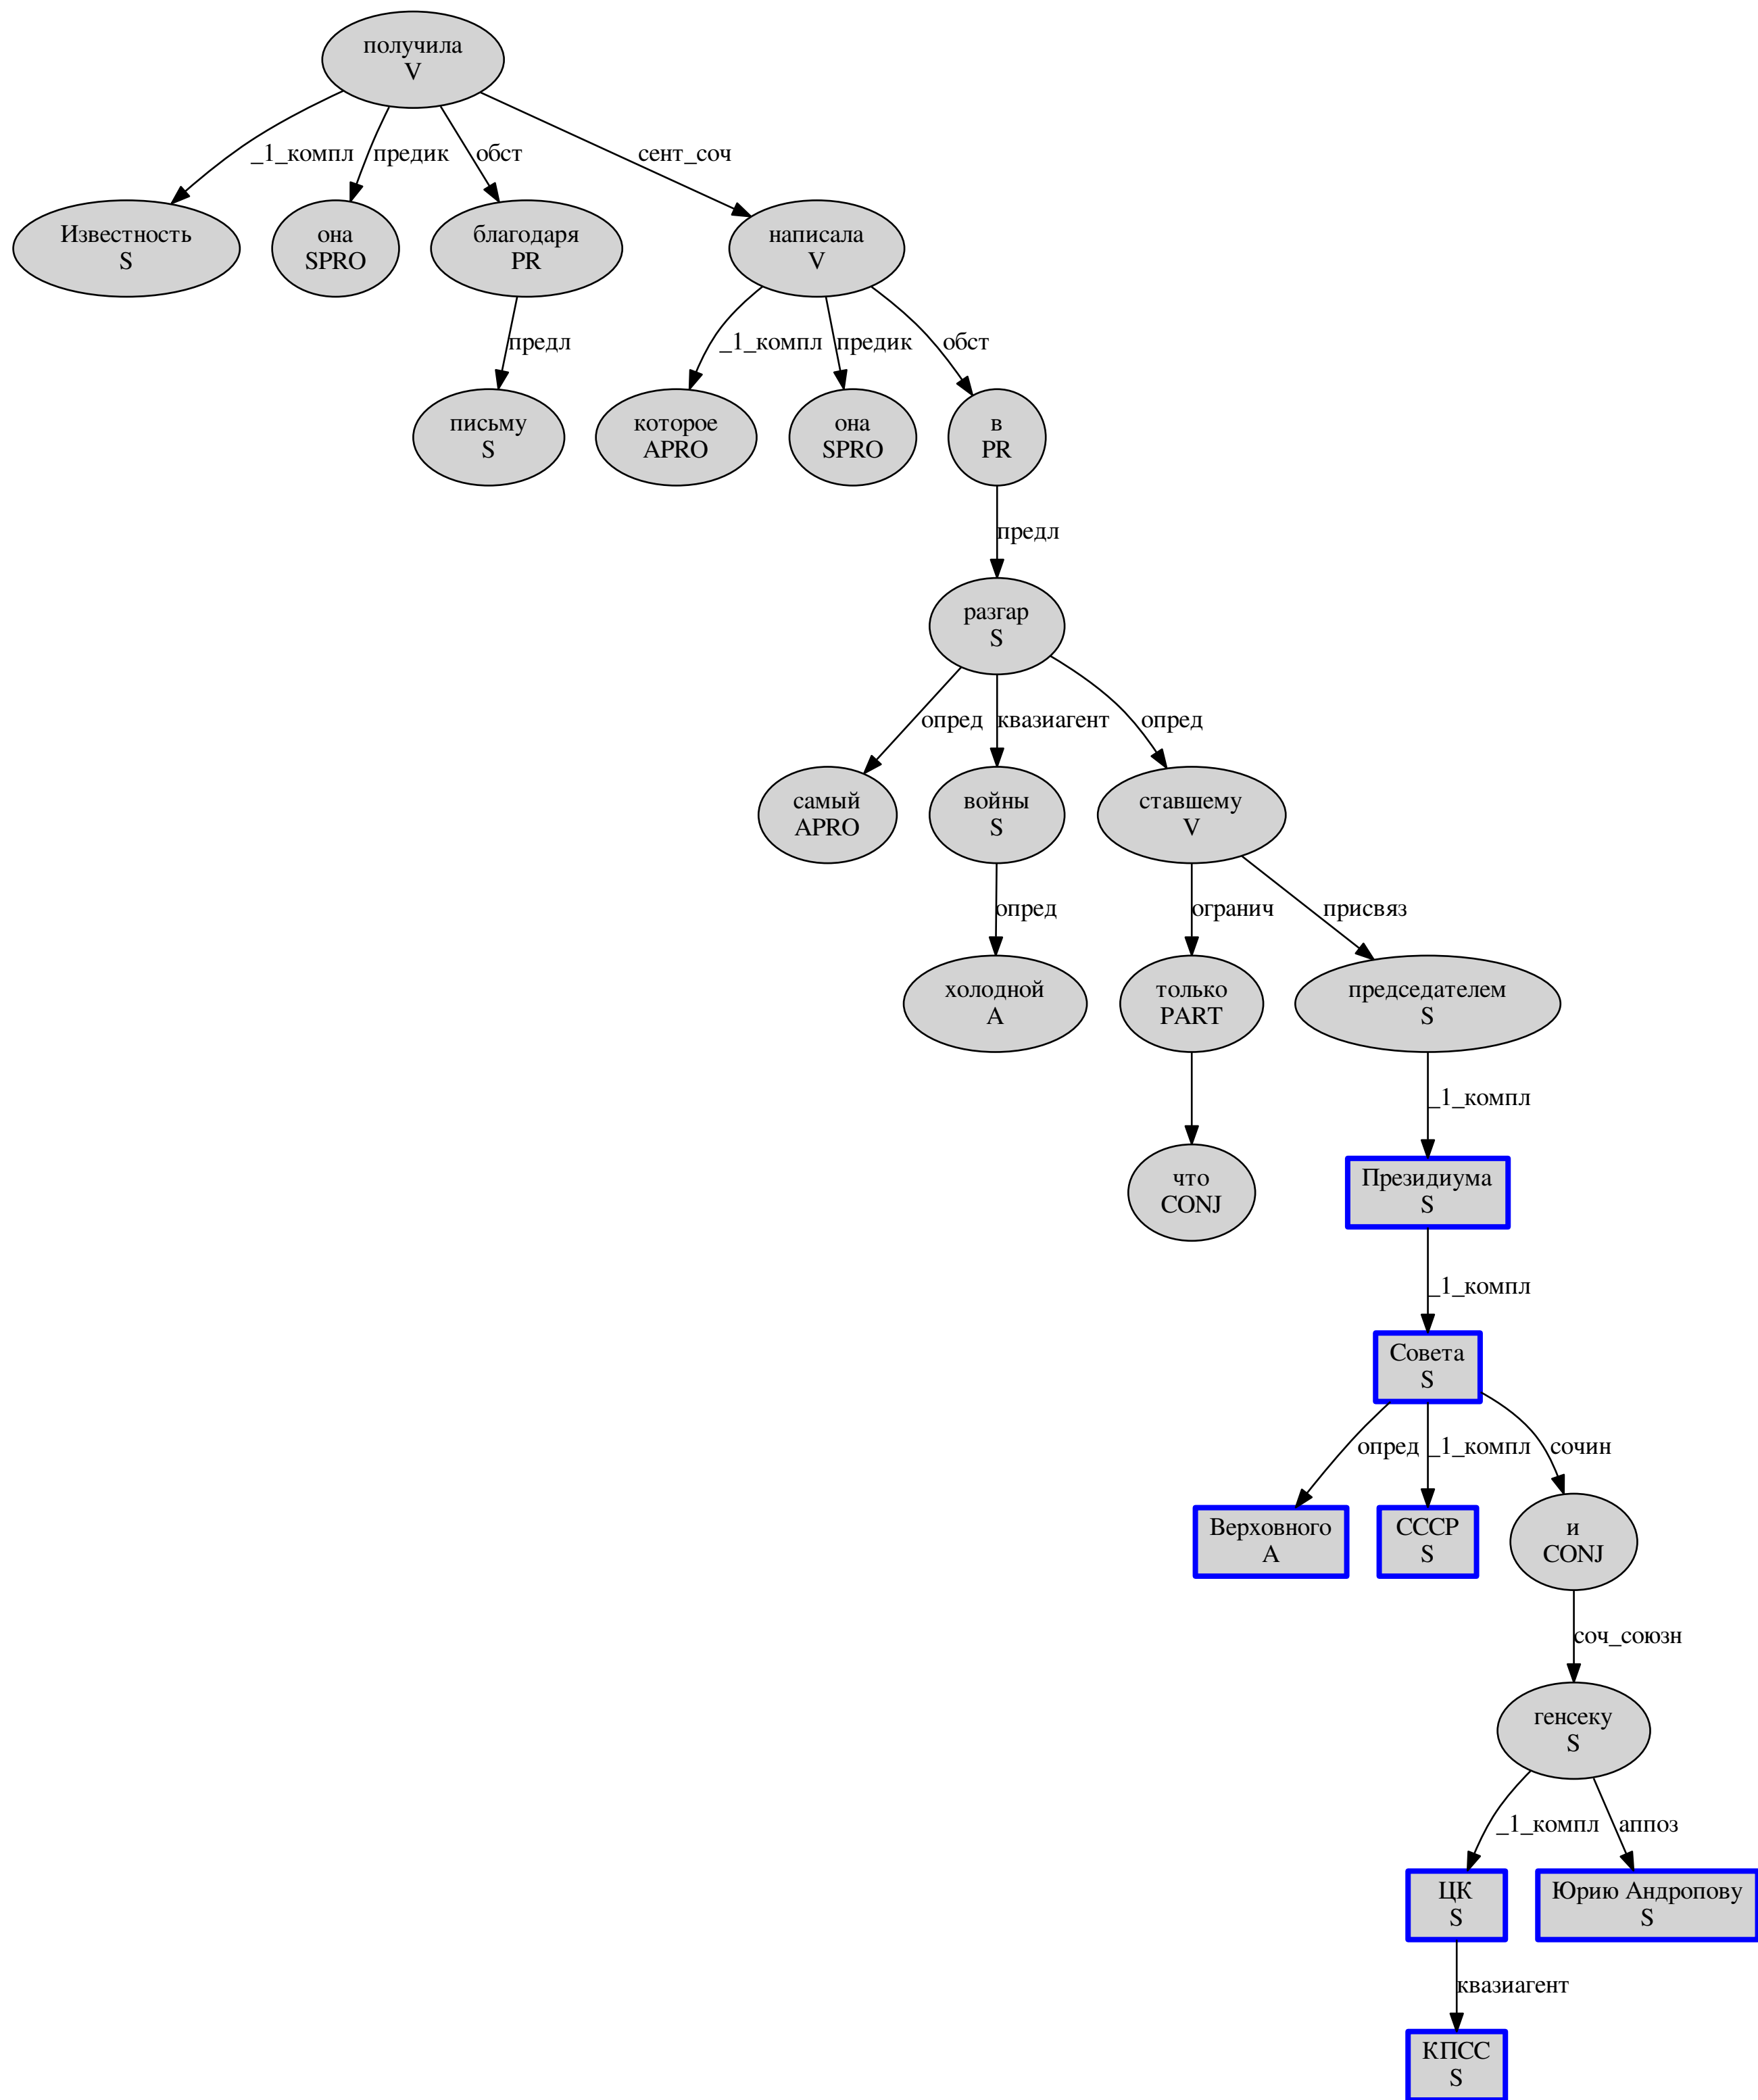 получила
V
_1_компл
предик
обст
сент_соч
Известность
S
она
SPRO
благодаря
PR
написала
V
предл
_1_компл
предик
обст
письму
S
которое
APRO
она
SPRO
в
PR
предл
разгар
S
опред
квазиагент
опред
самый
APRO
войны
S
ставшему
V
опред
огранич
присвяз
холодной
A
только
PART
председателем
S
_1_компл
что
CONJ
Президиума
S
_1_компл
Совета
S
опред
_1_компл
сочин
Верховного
A
СССР
S
и
CONJ
соч_союзн
генсеку
S
_1_компл
аппоз
ЦК
S
Юрию Андропову
S
квазиагент
КПСС
S